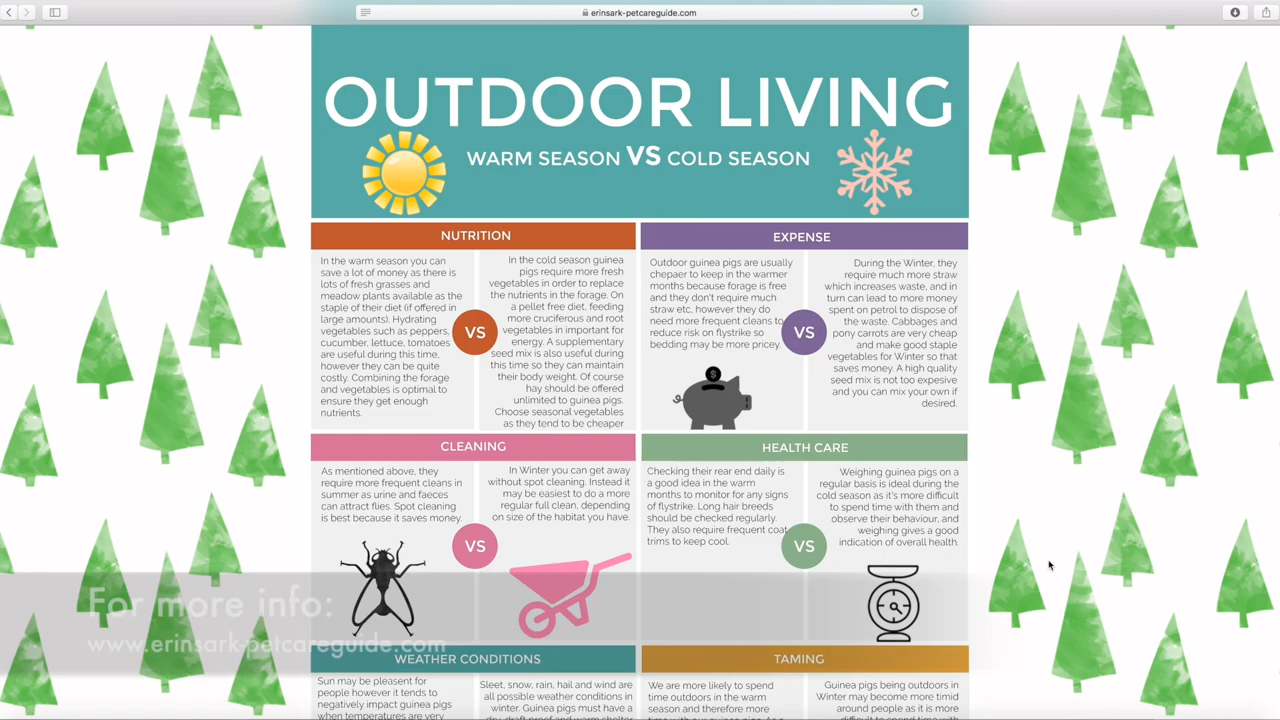 erinsark-petcareguide.com
OUTDOOR LIVING
WARM SEASON VS COLD SEASON
NUTRITION
In the warm season you can
save a lot of money as there is
lots of fresh grasses and
meadow plants available as the
staple of their diet (if offered in
large amounts). Hydrating
vegetables such as peppers,
cucumber, lettuce, tomatoes
are useful during this time,
however they can be quite
costly. Combining the forage
and vegetables is optimal to
ensure they get enough
nutrients.
VS
In the cold season guinea
pigs require more fresh
vegetables in order to replace
the nutrients in the forage. On
a pellet free diet, feeding
more cruciferous and root
vegetables in important for
energy. A supplementary
seed mix is also useful during
this time so they can maintain
their body weight. Of course
hay should be offered
unlimited to guinea pigs.
Choose seasonal vegetables
as they tend to be cheaper
EXPENSE
Outdoor guinea pigs are usually
chepaer to keep in the warmer
months because forage is free
and they don't require much
straw etc, however they do
need more frequent cleans to
reduce risk on flystrike so
bedding may be more pricey.
VS
During the Winter, they
require much more straw
which increases waste, and in
turn can lead to more money
spent on petrol to dispose of
the waste. Cabbages and
pony carrots are very cheap
and make good staple
vegetables for Winter so that
saves money. A high quality
seed mix is not too expesive
and you can mix your own if
desired.
CLEANING
As mentioned above, they
require more frequent cleans in
summer as urine and faeces
can attract flies. Spot cleaning
is best because it saves money.
VS
In Winter you can get away
without spot cleaning. Instead it
may be easiest to do a more
regular full clean, depending
on size of the habitat you have.
HEALTH CARE
Checking their rear end daily is
a good idea in the warm
months to monitor for any signs
of flystrike. Long hair breeds
should be checked regularly.
They also require frequent coat
trims to keep cool.
VS
Weighing guinea pigs on a
regular basis is ideal during the
cold season as it's more difficult
to spend time with them and
observe their behaviour, and
weighing gives a good
indication of overall health.
For more info:
www.erinsark-petcareguide.com
WEATHER CONDITIONS
Sun may be pleasent for
people however it tends to
negatively impact guinea pigs
when temperatures are very
Sleet, snow, rain, hail and wind are
all possible weather conditions in
winter. Guinea pigs must have a
dry, draft proof and warm shelter
TAMING
We are more likely to spend
time outdoors in the warm
season and therefore more
time with our guinea pigs. As a
Guinea pigs being outdoors in
Winter may become more timid
around people as it is more
difficult to spend time with